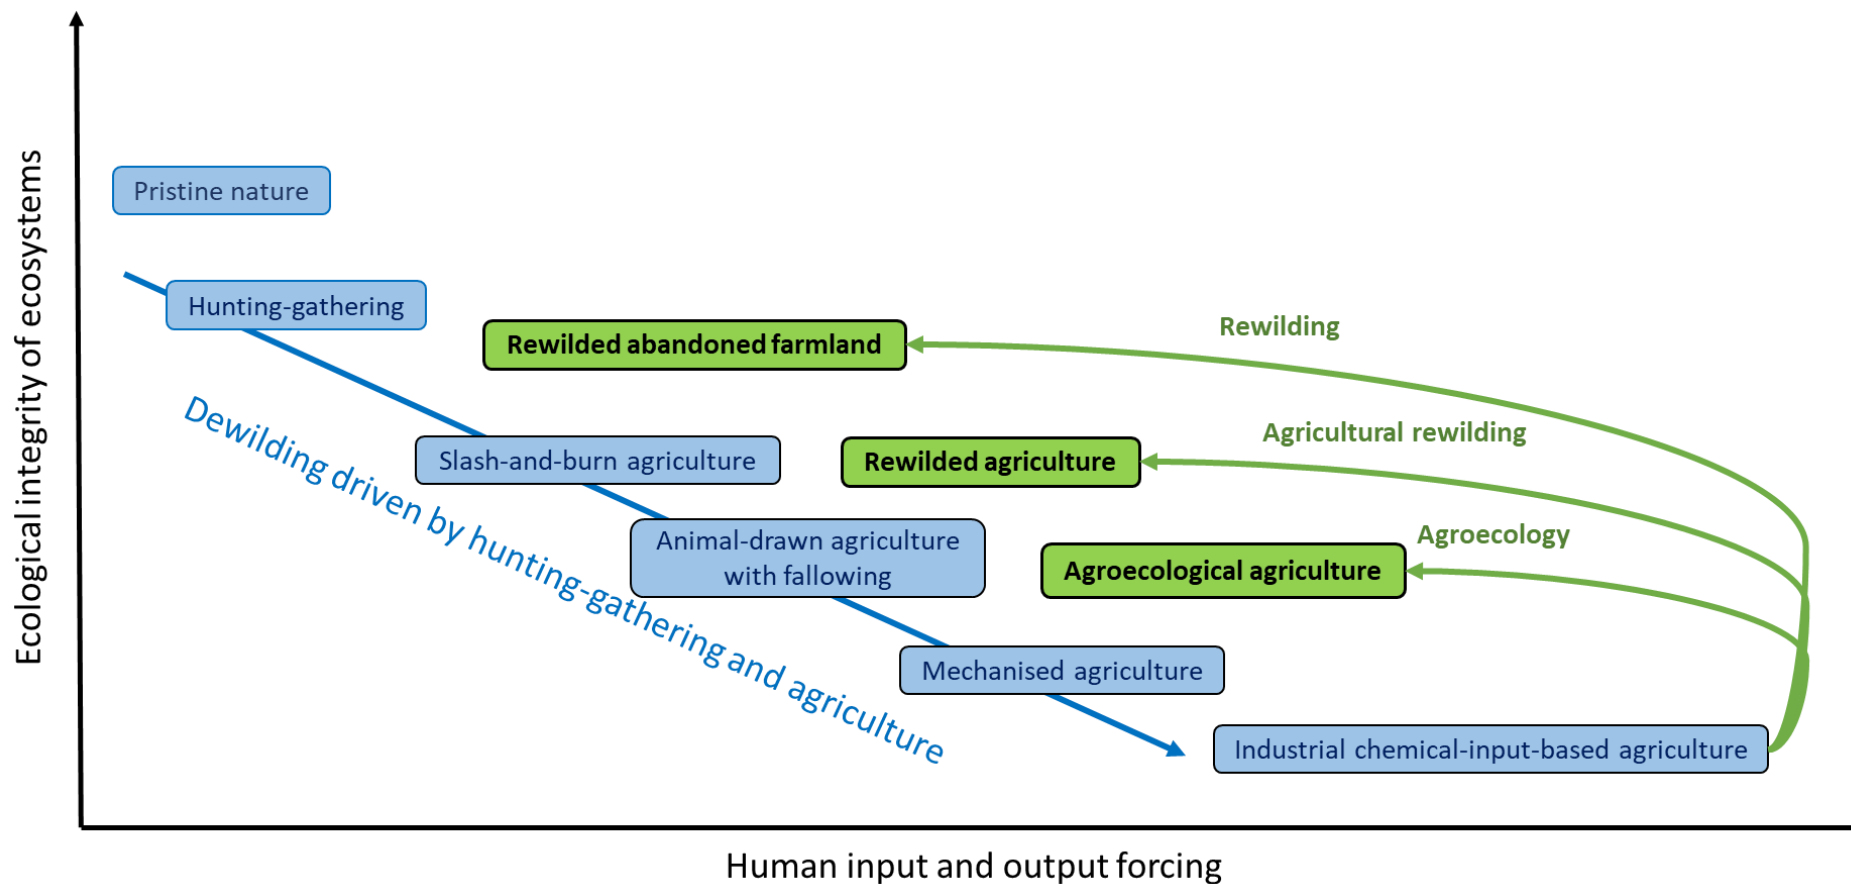 Ecological integrity of ecosystems
Pristine nature
Hunting-gathering
Rewilding
Rewilded abandoned farmland
Agricultural rewilding
Slash-and-burn agriculture
Rewilded agriculture
Dewilding driven by hunting-gathering and agriculture
Animal-drawn agriculture
with fallowing
Agroecology
Agroecological agriculture
Mechanised agriculture
Industrial chemical-input-based agriculture
Human input and output forcing